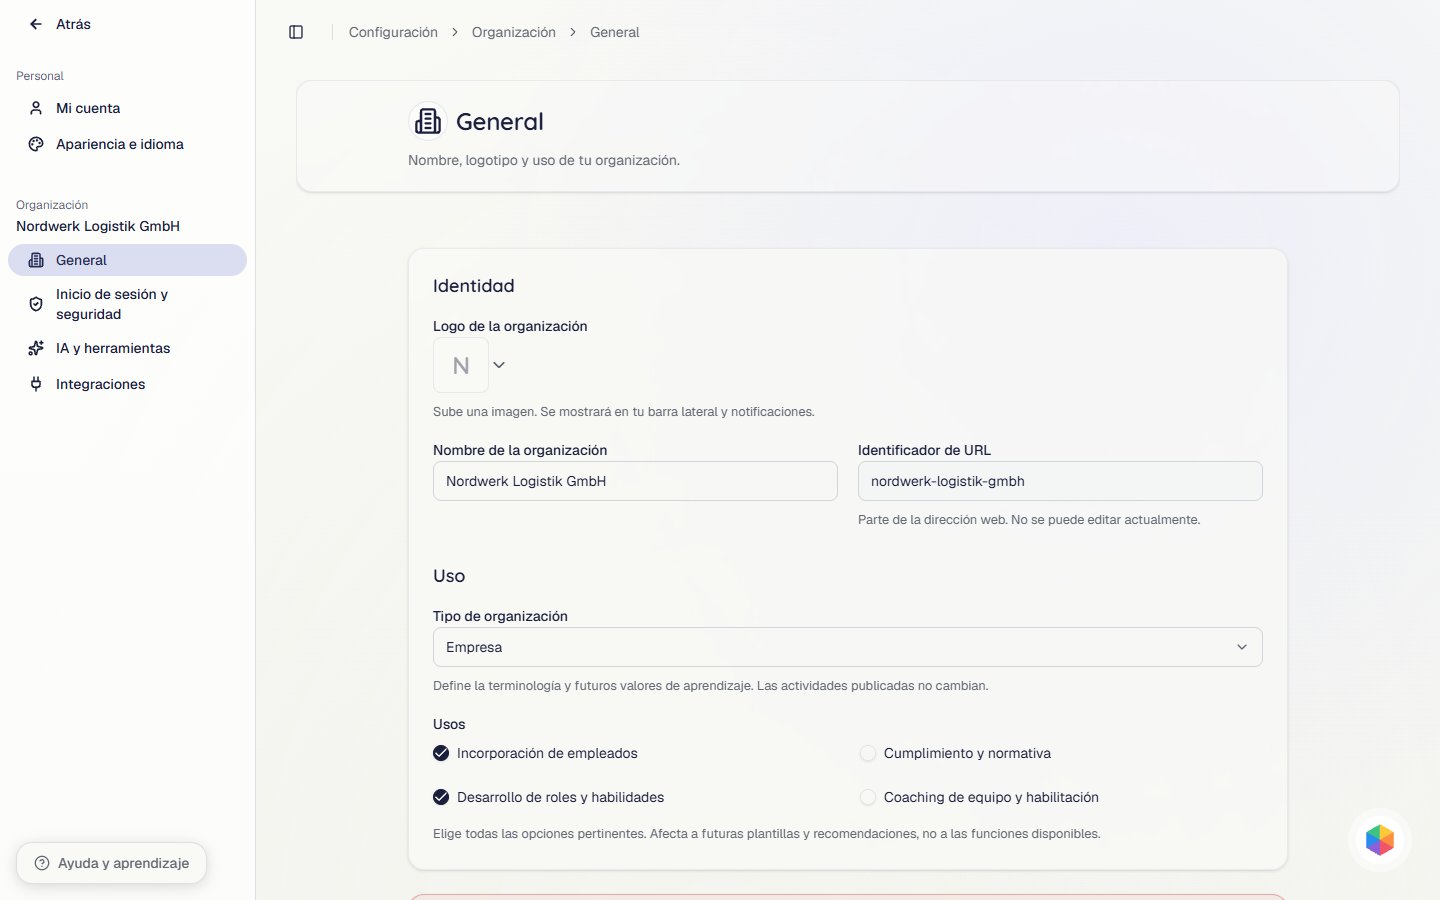 Atrás
Personal
Mi cuenta
Apariencia e idioma
Organización
Nordwerk Logistik GmbH
General
Inicio de sesión y
seguridad
IA y herramientas
Integraciones
Ayuda y aprendizaje
Configuración > Organización > General
General
Nombre, logotipo y uso de tu organización.
Identidad
Logo de la organización
N
Sube una imagen. Se mostrará en tu barra lateral y notificaciones.
Nombre de la organización
Nordwerk Logistik GmbH
Identificador de URL
nordwerk-logistik-gmbh
Parte de la dirección web. No se puede editar actualmente.
Uso
Tipo de organización
Empresa
Define la terminología y futuros valores de aprendizaje. Las actividades publicadas no cambian.
Usos
Incorporación de empleados
Cumplimiento y normativa
Desarrollo de roles y habilidades
Coaching de equipo y habilitación
Elige todas las opciones pertinentes. Afecta a futuras plantillas y recomendaciones, no a las funciones disponibles.